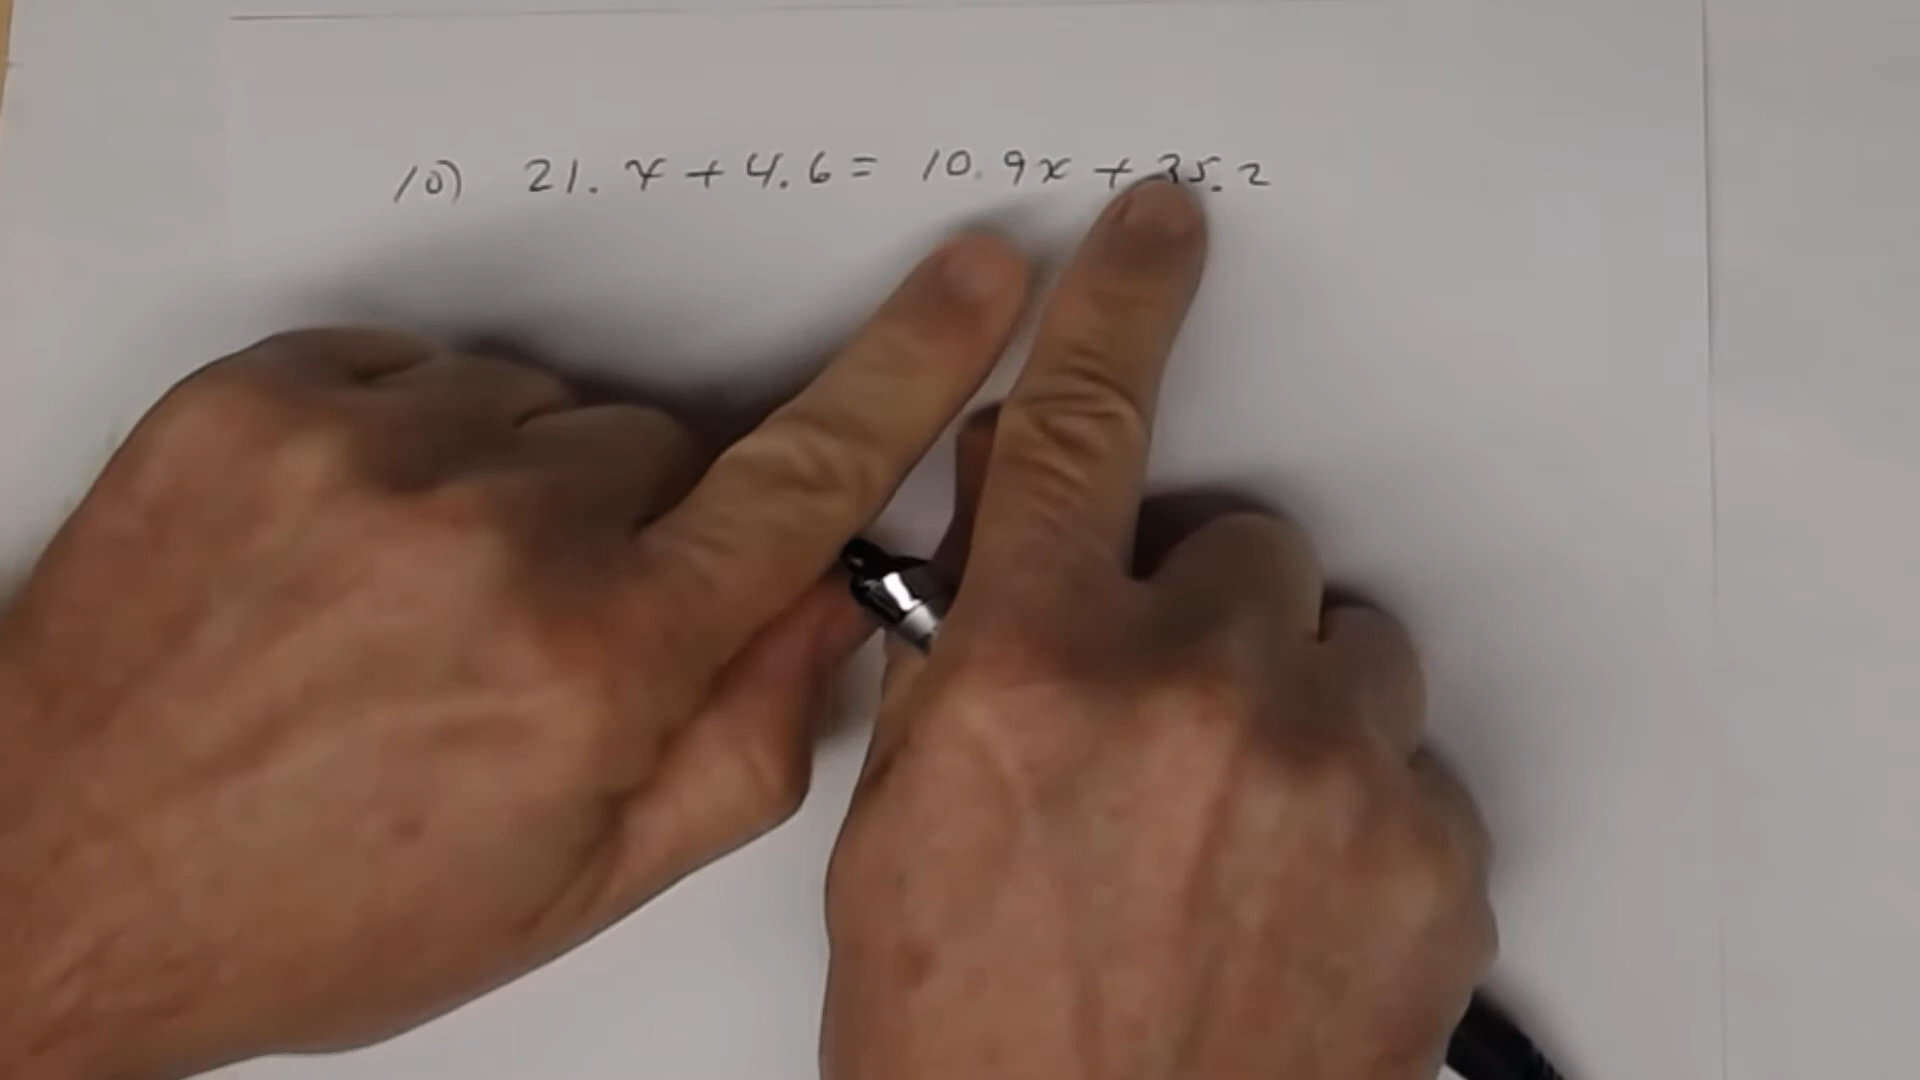 10) 21.x + 4.6 = 10.9x + 35.2